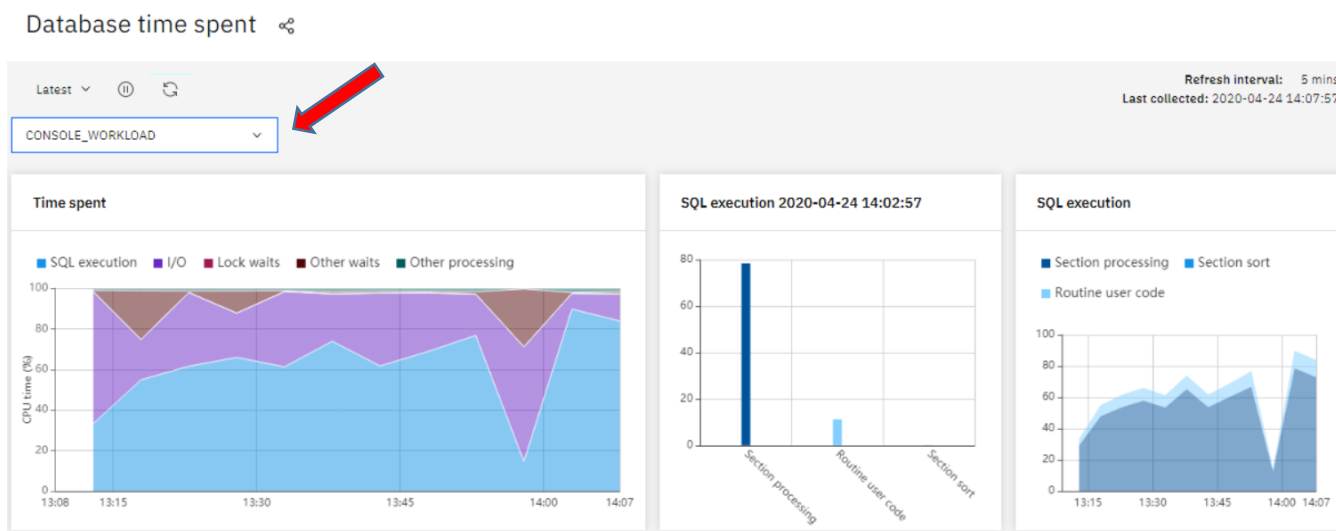 Database time spent
Latest
Refresh interval: 5 mins
Last collected: 2020-04-24 14:07:57
CONSOLE_WORKLOAD
Time spent
SQL execution I/O Lock waits Other waits Other processing
CPU time (%)
100
80
60
40
20
0
13:08 13:15 13:30 13:45 14:00 14:07
SQL execution 2020-04-24 14:02:57
80
60
40
20
0
Section processing Routine user code Section sort
SQL execution
Section processing Section sort
Routine user code
100
80
60
40
20
0
13:15 13:30 13:45 14:00 14:07